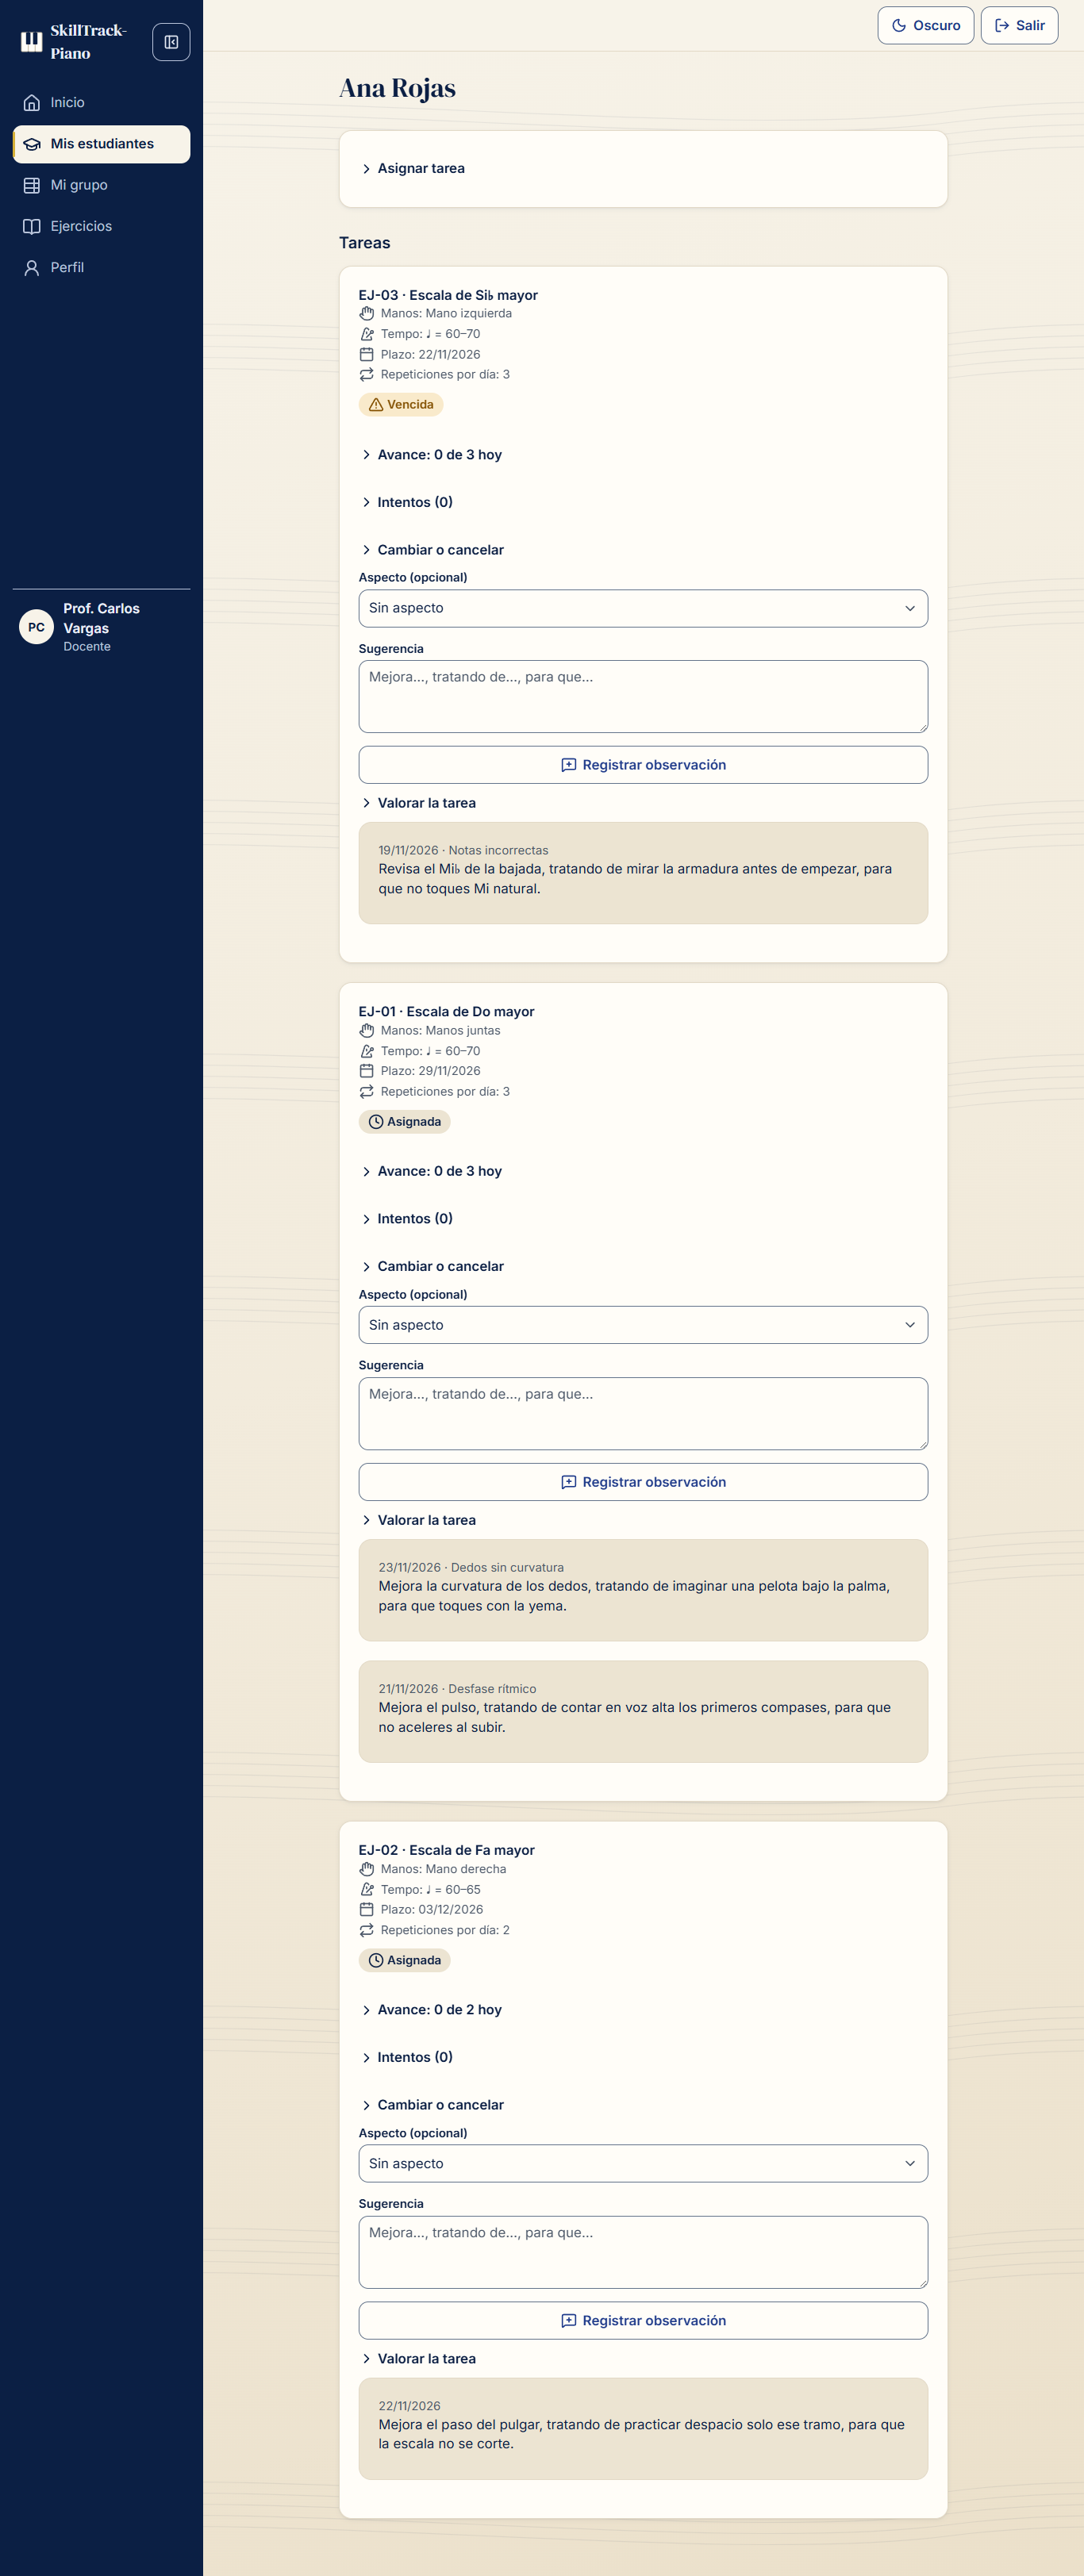 SkillTrack-
Piano
Inicio
Mis estudiantes
Mi grupo
Ejercicios
Perfil
PC
Prof. Carlos
Vargas
Docente
Oscuro
Salir
Ana Rojas
Asignar tarea
Tareas
EJ-03 · Escala de Si♭ mayor
Manos: Mano izquierda
Tempo: ♩ = 60–70
Plazo: 22/11/2026
Repeticiones por día: 3
Vencida
Avance: 0 de 3 hoy
Intentos (0)
Cambiar o cancelar
Aspecto (opcional)
Sin aspecto
Sugerencia
Mejora…, tratando de…, para que…
Registrar observación
Valorar la tarea
19/11/2026 · Notas incorrectas
Revisa el Mi♭ de la bajada, tratando de mirar la armadura antes de empezar, para
que no toques Mi natural.
EJ-01 · Escala de Do mayor
Manos: Manos juntas
Tempo: ♩ = 60–70
Plazo: 29/11/2026
Repeticiones por día: 3
Asignada
Avance: 0 de 3 hoy
Intentos (0)
Cambiar o cancelar
Aspecto (opcional)
Sin aspecto
Sugerencia
Mejora…, tratando de…, para que…
Registrar observación
Valorar la tarea
23/11/2026 · Dedos sin curvatura
Mejora la curvatura de los dedos, tratando de imaginar una pelota bajo la palma,
para que toques con la yema.
21/11/2026 · Desfase rítmico
Mejora el pulso, tratando de contar en voz alta los primeros compases, para que
no aceleres al subir.
EJ-02 · Escala de Fa mayor
Manos: Mano derecha
Tempo: ♩ = 60–65
Plazo: 03/12/2026
Repeticiones por día: 2
Asignada
Avance: 0 de 2 hoy
Intentos (0)
Cambiar o cancelar
Aspecto (opcional)
Sin aspecto
Sugerencia
Mejora…, tratando de…, para que…
Registrar observación
Valorar la tarea
22/11/2026
Mejora el paso del pulgar, tratando de practicar despacio solo ese tramo, para que
la escala no se corte.